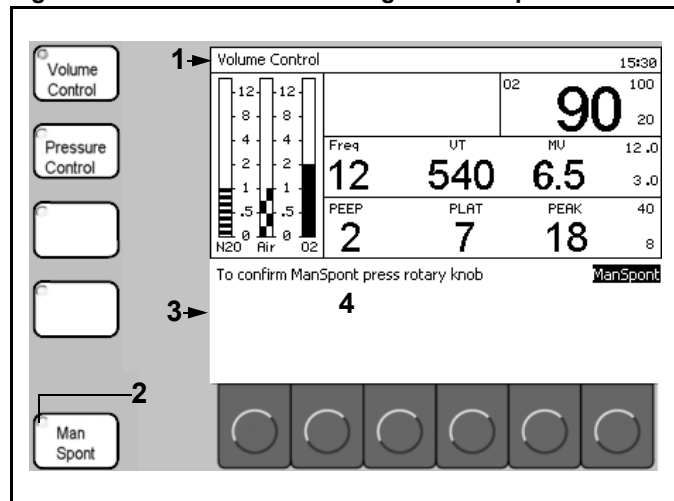 1 Volume Control 15:30
Volume
Control
Pressure
Control
12 12
8 8
4 4
2 2
1 1
.5 .5
0 0
N2O Air O2
O2 90 100
20
Freq VT MV 12.0
12 540 6.5 3.0
PEEP PLAT PEAK 40
2 7 18 8
To confirm ManSpont press rotary knob ManSpont
3 4
2
Man
Spont